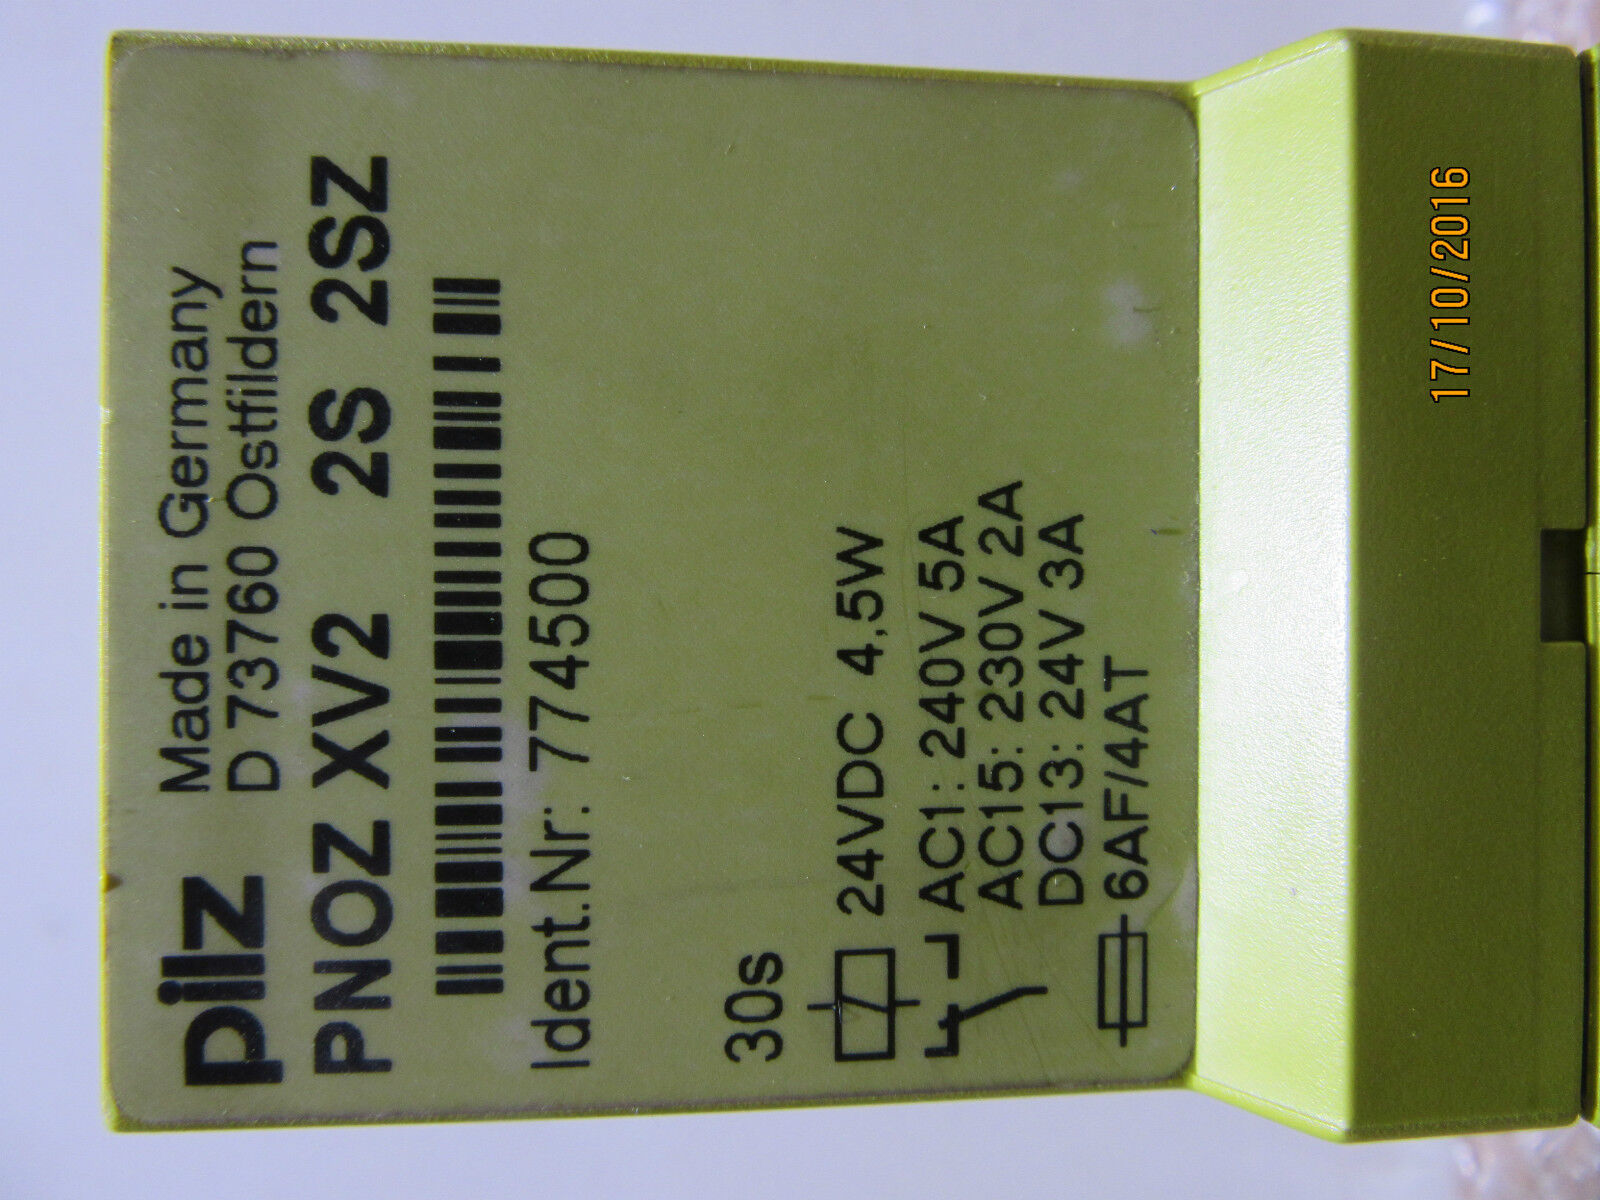 pilz Made in Germany
D 73760 Ostfildern
PNOZ XV2 2S 2SZ
Ident.Nr: 774500
30s
24VDC 4,5W
AC1: 240V 5A
AC15: 230V 2A
DC13: 24V 3A
6AF/4AT
17/10/2016